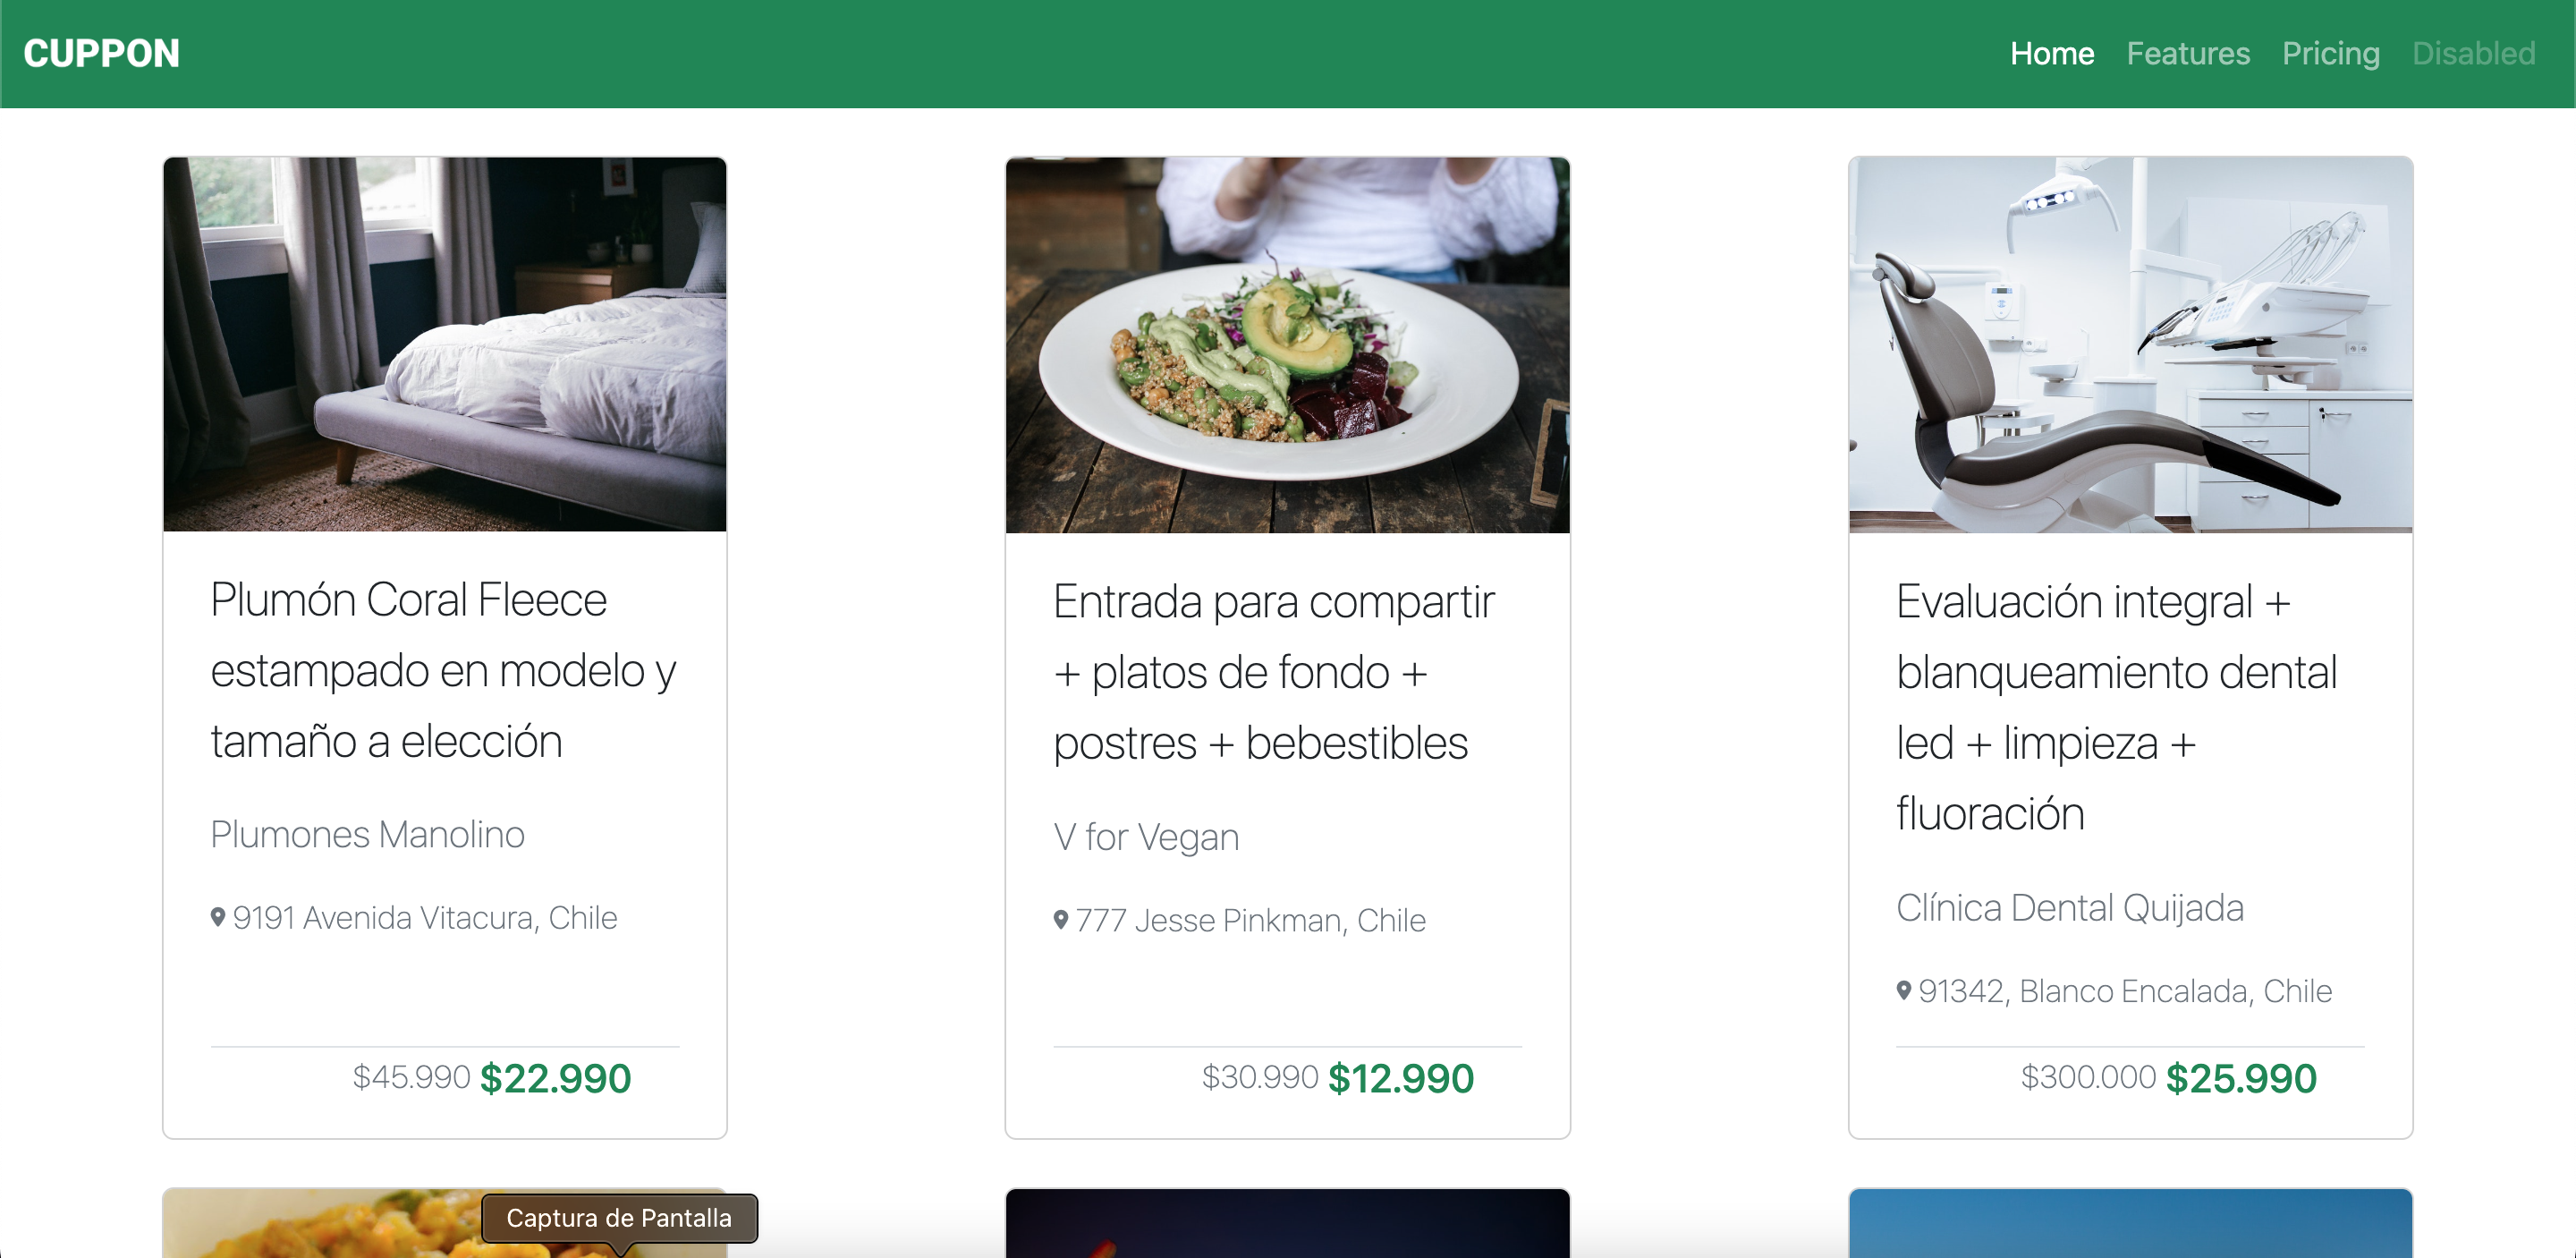 CUPPON
Home Features Pricing Disabled
Plumón Coral Fleece
estampado en modelo y
tamaño a elección
Plumones Manolino
9191 Avenida Vitacura, Chile
$45.990 $22.990
Entrada para compartir
+ platos de fondo +
postres + bebestibles
V for Vegan
777 Jesse Pinkman, Chile
$30.990 $12.990
Evaluación integral +
blanqueamiento dental
led + limpieza +
fluoración
Clínica Dental Quijada
91342, Blanco Encalada, Chile
$300.000 $25.990
Captura de Pantalla